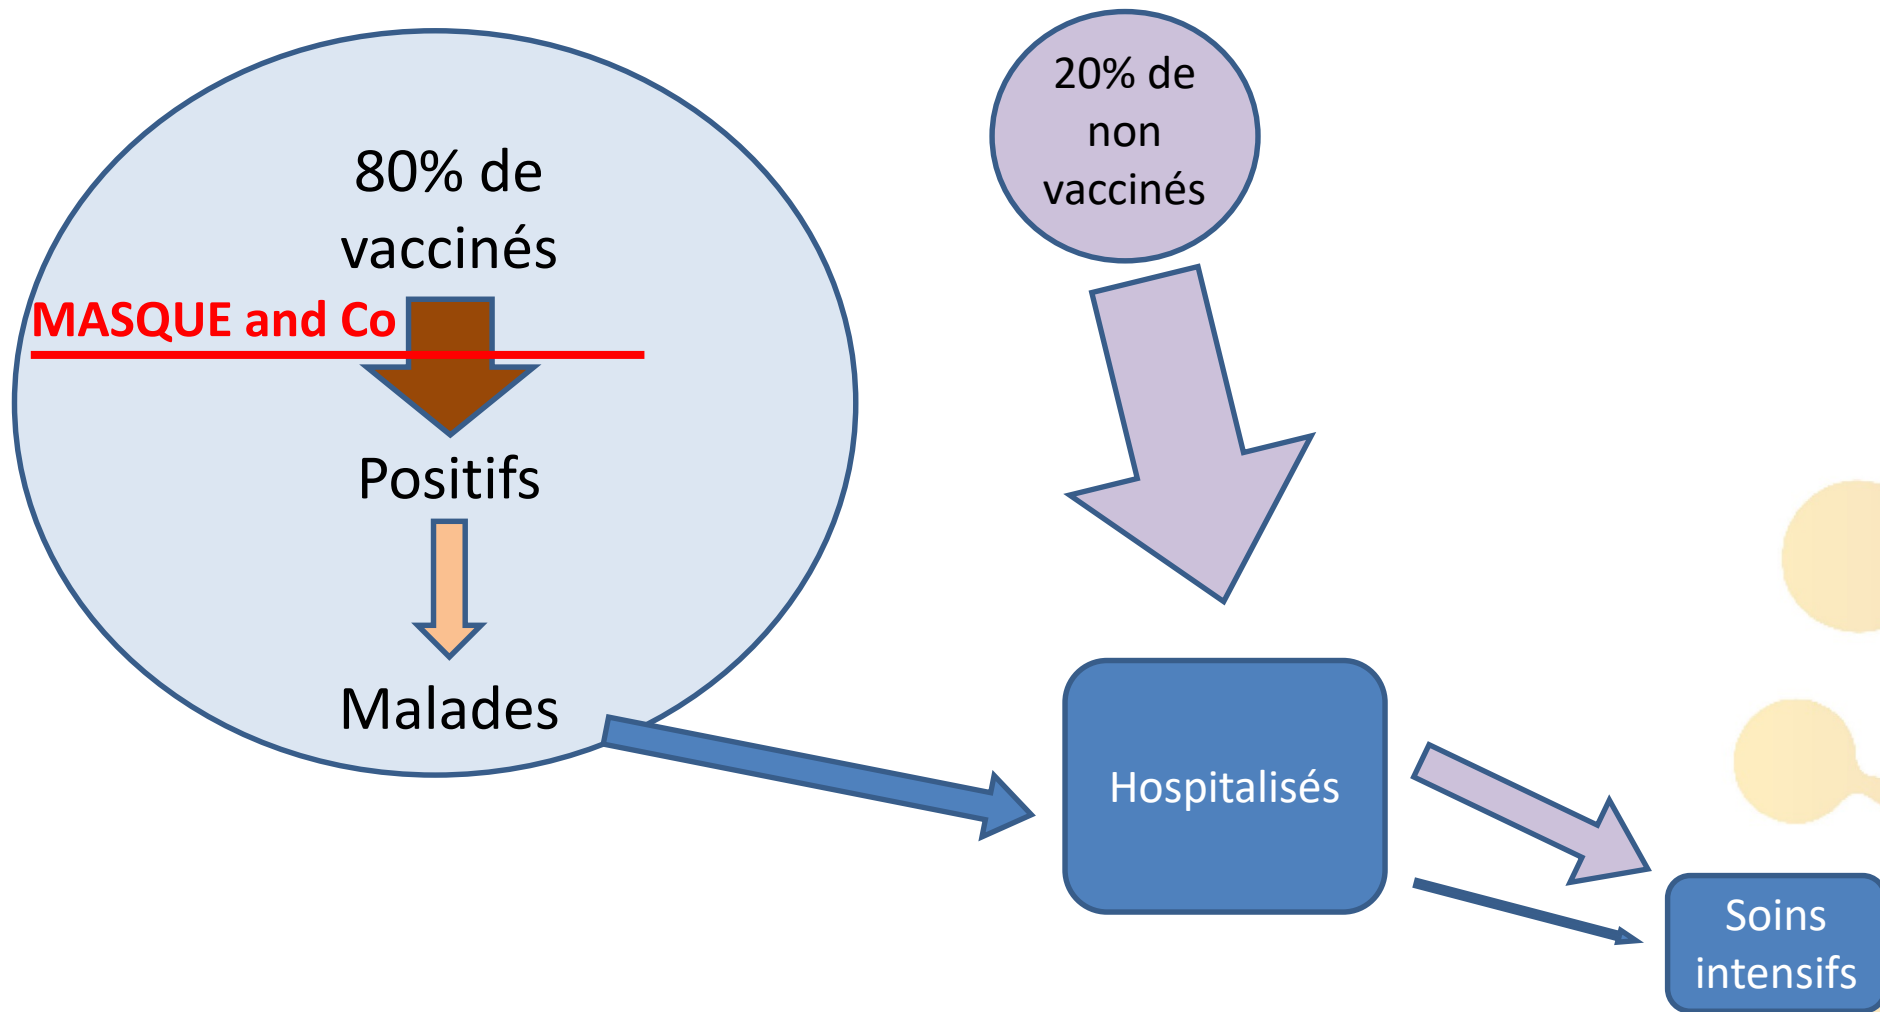 80% de
vaccinés
MASQUE and Co
Positifs
Malades
20% de
non
vaccinés
Hospitalisés
Soins
intensifs